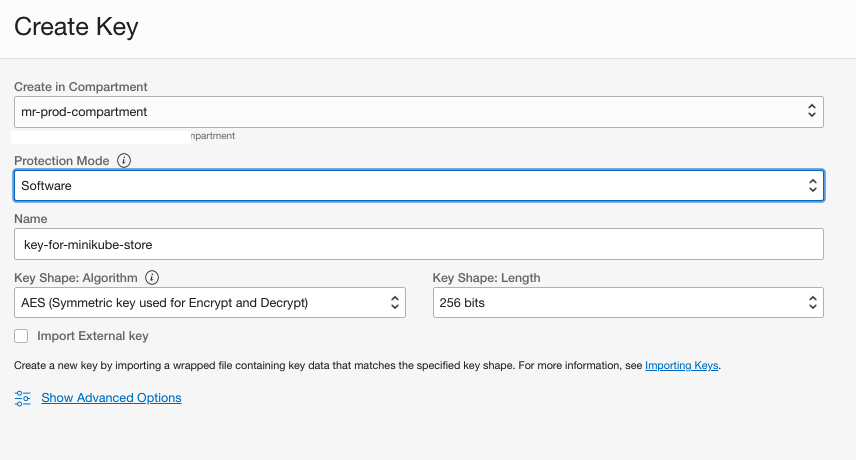 Create Key
Create in Compartment
mr-prod-compartment
Protection Mode
Software
Name
key-for-minikube-store
Key Shape: Algorithm Key Shape: Length
AES (Symmetric key used for Encrypt and Decrypt) 256 bits
Import External key
Create a new key by importing a wrapped file containing key data that matches the specified key shape. For more information, see Importing Keys.
Show Advanced Options